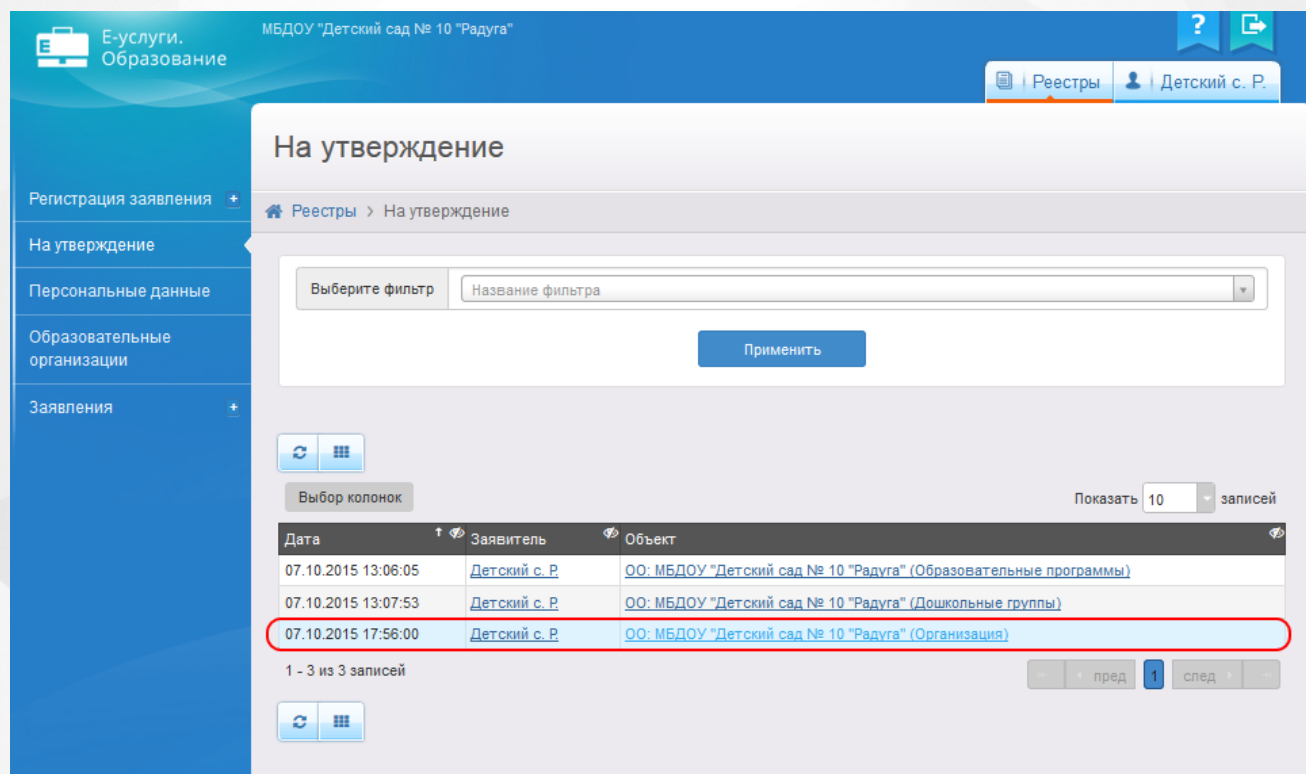 Е-услуги.
Образование
МБДОУ "Детский сад № 10 "Радуга"
?
Реестры
Детский с. Р.
Регистрация заявления +
На утверждение
Персональные данные
Образовательные
организации
Заявления +
На утверждение
Реестры > На утверждение
Выберите фильтр Название фильтра
Применить
Выбор колонок
Показать 10 записей
Дата Заявитель Объект
07.10.2015 13:06:05 Детский с. Р. ОО: МБДОУ "Детский сад № 10 "Радуга" (Образовательные программы)
07.10.2015 13:07:53 Детский с. Р. ОО: МБДОУ "Детский сад № 10 "Радуга" (Дошкольные группы)
07.10.2015 17:56:00 Детский с. Р. ОО: МБДОУ "Детский сад № 10 "Радуга" (Организация)
1 - 3 из 3 записей
пред 1 след